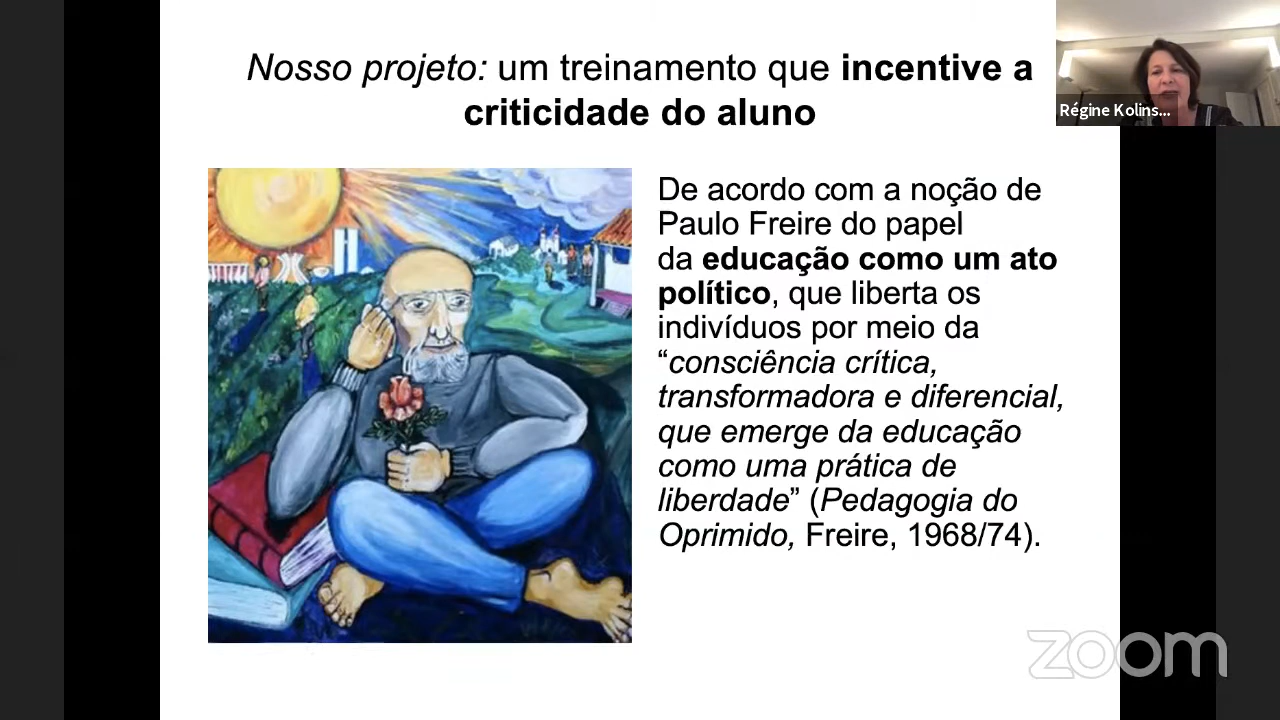 Nosso projeto: um treinamento que incentive a
criticidade do aluno
Régine Kolins...
De acordo com a noção de
Paulo Freire do papel
da educação como um ato
político, que liberta os
indivíduos por meio da
“consciência crítica,
transformadora e diferencial,
que emerge da educação
como uma prática de
liberdade” (Pedagogia do
Oprimido, Freire, 1968/74).
zoom